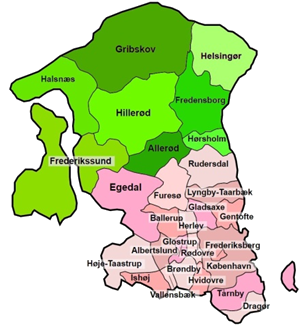 Gribskov
Helsingør
Halsnæs
Hillerød
Fredensborg
Hørsholm
Allerød
Frederikssund
Rudersdal
Egedal
Furesø
Lyngby-Taarbæk
Gladsaxe
Ballerup
Gentofte
Herlev
Glostrup
Frederiksberg
Albertslund
Rødovre
Høje-Taastrup
Brøndby
København
Ishøj
Hvidovre
Vallensbæk
Tårnby
Dragør